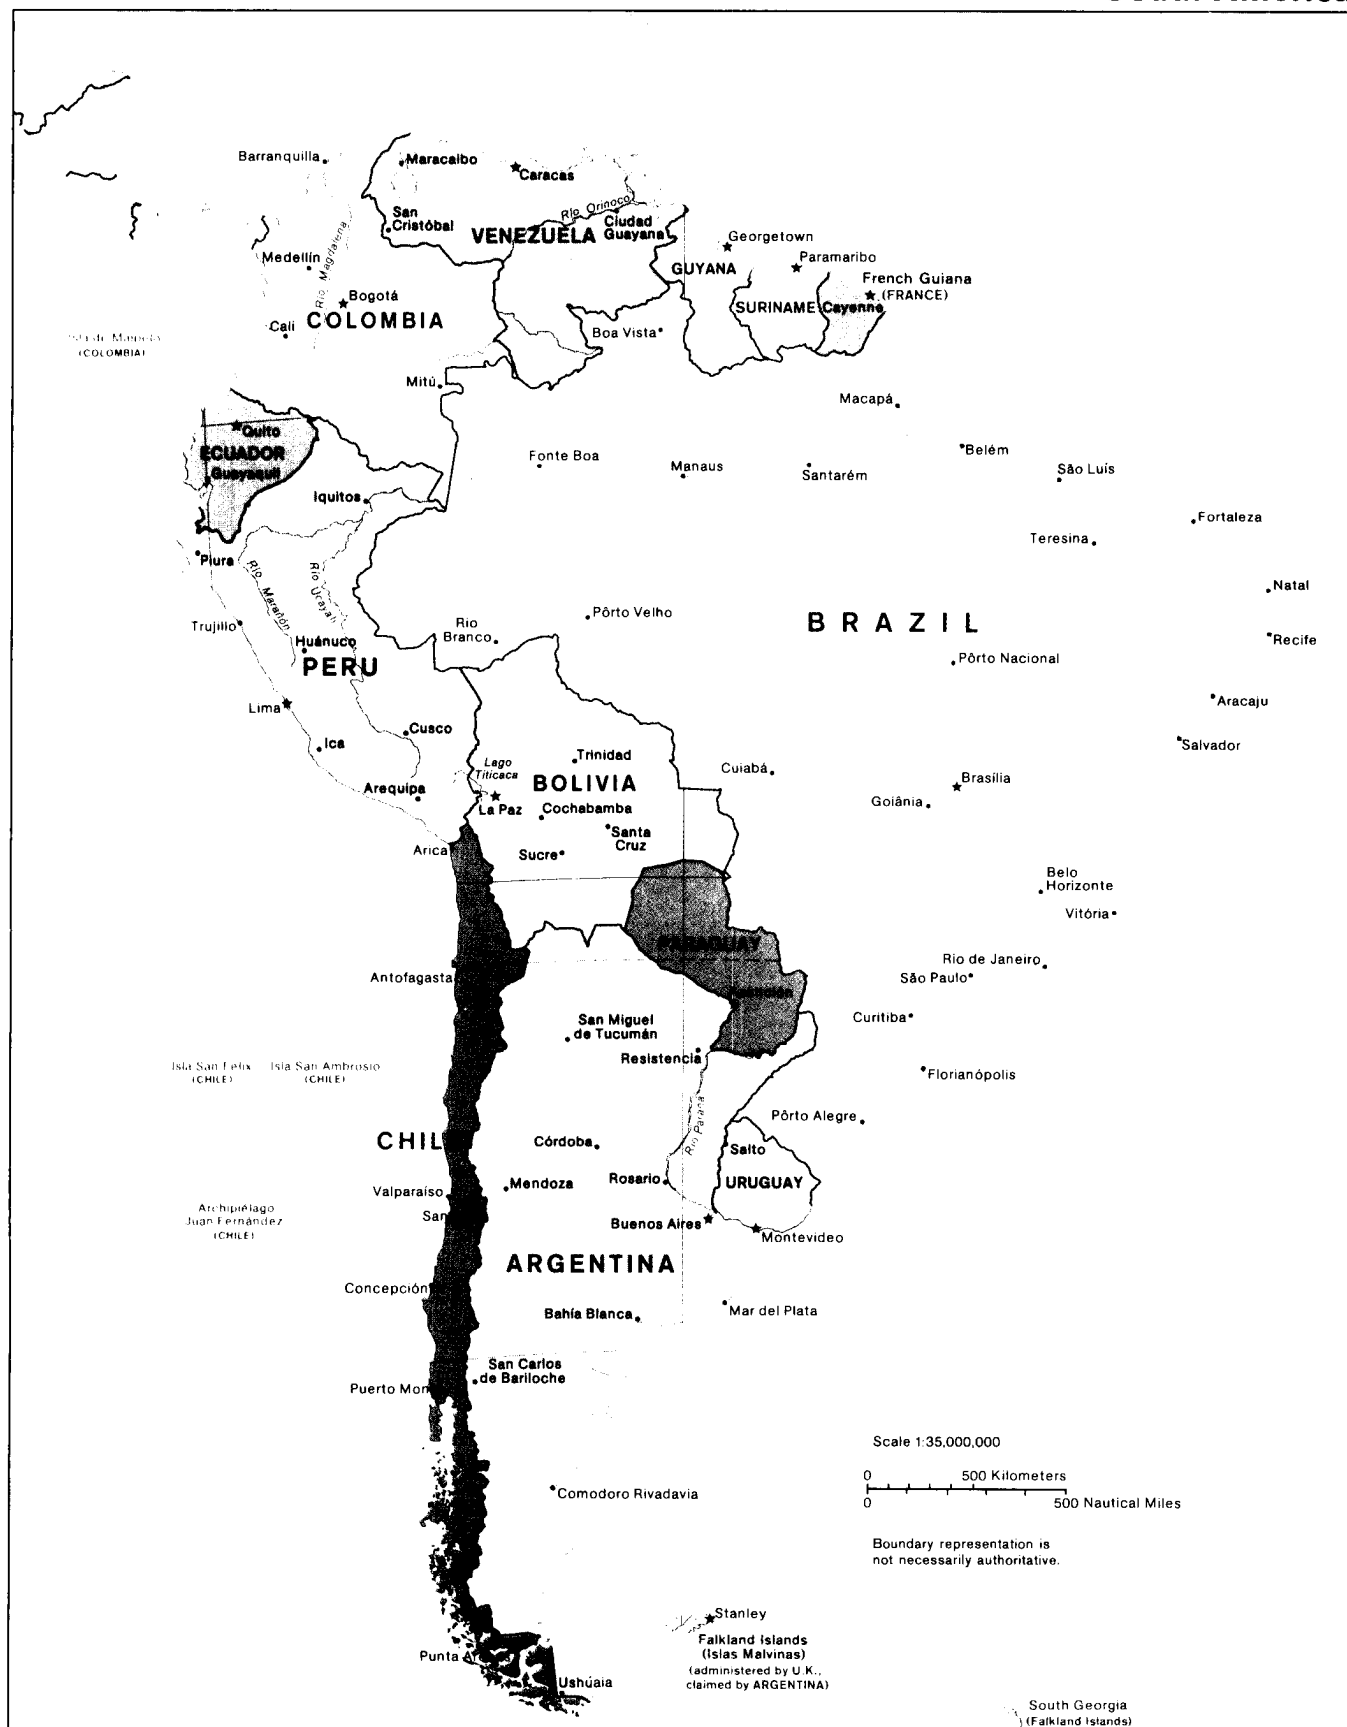 Barranquilla
Maracaibo
Caracas
Río Orinoco
San
Cristóbal
Ciudad
Guayana
VENEZUELA
Georgetown
Río Magdalena
Medellín
GUYANA
Paramaribo
French Guiana
(FRANCE)
Bogotá
SURINAME
Cayenne
COLOMBIA
Cali
Boa Vista
(COLOMBIA)
Mitú
Macapá
Quito
ECUADOR
Guayaquil
Fonte Boa
Manaus
Santarém
Belém
São Luís
Iquitos
Fortaleza
Teresina
Piura
Río Marañón
Río Ucayali
Natal
Trujillo
Rio
Branco
Pôrto Velho
BRAZIL
Recife
Huánuco
PERU
Pôrto Nacional
Lima
Aracaju
Cusco
Ica
Salvador
Lago
Titicaca
Trinidad
Cuiabá
Brasília
BOLIVIA
Arequipa
La Paz
Cochabamba
Goiânia
Santa
Cruz
Arica
Sucre
Belo
Horizonte
Vitória
PARAGUAY
Antofagasta
Rio de Janeiro
São Paulo
San Miguel
de Tucumán
Curitiba
Resistencia
Isla San Félix
(CHILE)
Isla San Ambrosio
(CHILE)
Florianópolis
Río Paraná
Pôrto Alegre
CHIL
Córdoba
Salto
Mendoza
Rosario
URUGUAY
Valparaíso
San
Archipiélago
Juan Fernández
(CHILE)
Buenos Aires
Montevideo
ARGENTINA
Concepción
Bahía Blanca
Mar del Plata
San Carlos
de Bariloche
Puerto Mon
Scale 1:35,000,000
0 500 Kilometers
0 500 Nautical Miles
Comodoro Rivadavia
Boundary representation is
not necessarily authoritative.
Stanley
Falkland Islands
(Islas Malvinas)
(administered by U.K.,
claimed by ARGENTINA)
Punta A
Ushúaia
South Georgia
(Falkland Islands)